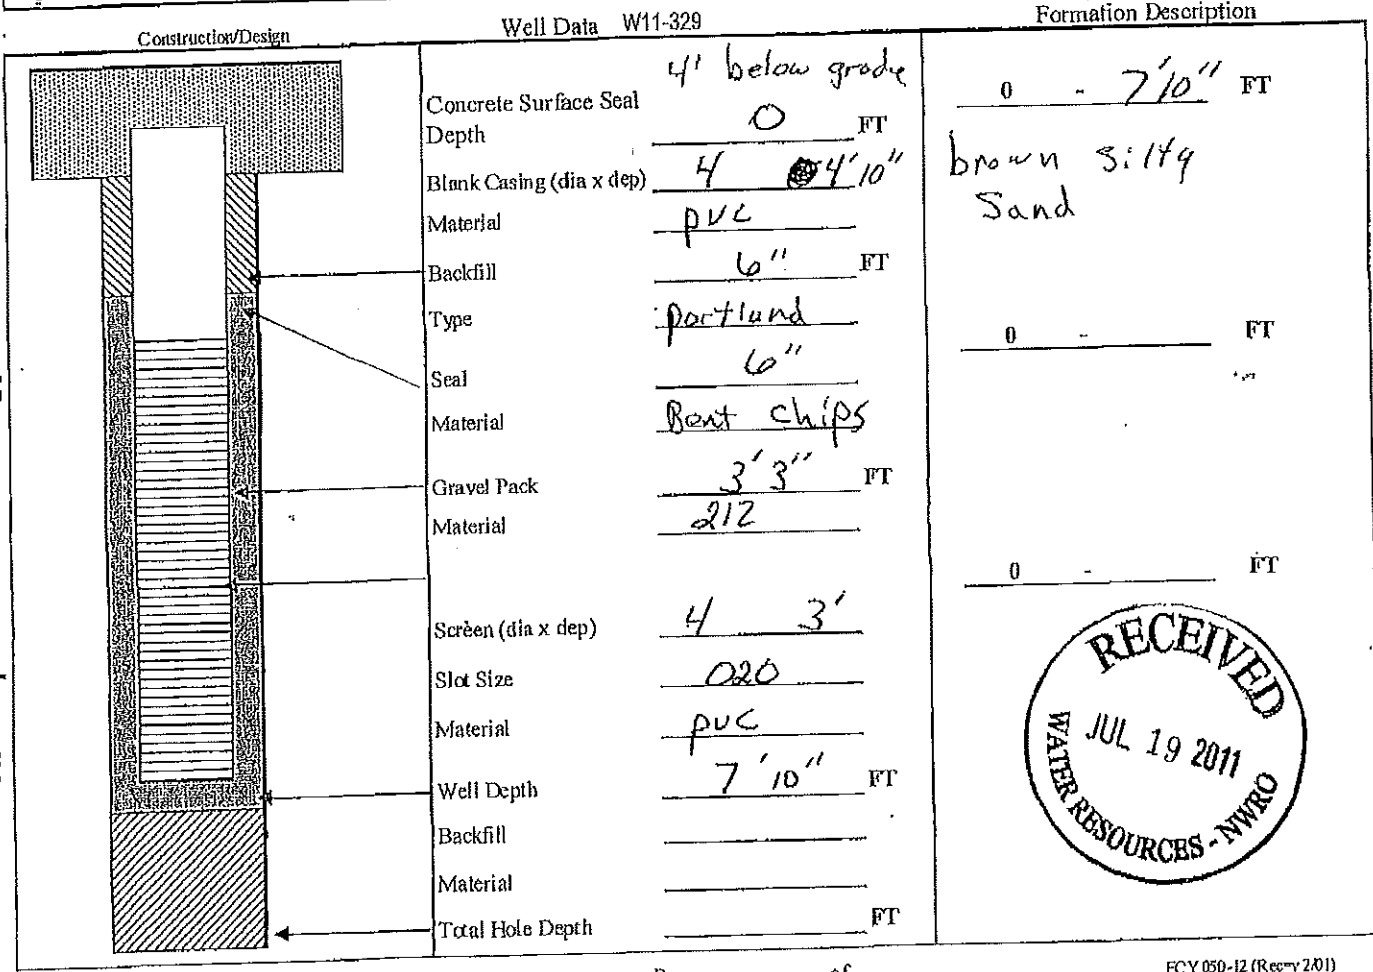 Construction/Design
Well Data W11-329
Formation Description
4' below grade
Concrete Surface Seal
Depth 0 FT
Blank Casing (dia x dep) 4 4'10"
Material pvc
Backfill 6" FT
Type portland
Seal 6"
Material Bent chips
Gravel Pack 3'3" FT
Material 212
Screen (dia x dep) 4 3'
Slot Size 020
Material pvc
Well Depth 7'10" FT
Backfill
Material
Total Hole Depth FT
0 - 7'10" FT
brown silty
Sand
0 - FT
0 - FT
RECEIVED
JUL 19 2011
WATER RESOURCES - NWRO